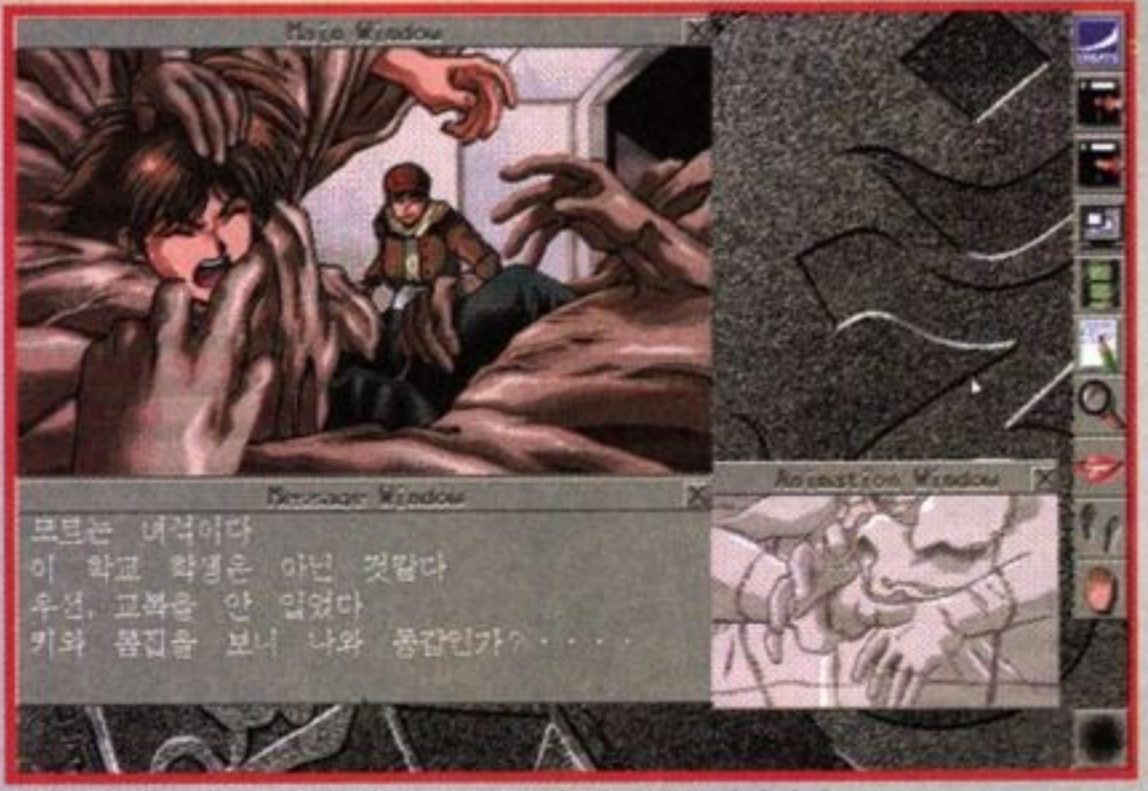 Main Window
Message Window
모르는 녀석이다
이 학교 학생은 아닌 것같다
우선, 교복을 안 입었다
키와 몸집을 보니 나와 동갑인가?・・・・
Animation Window